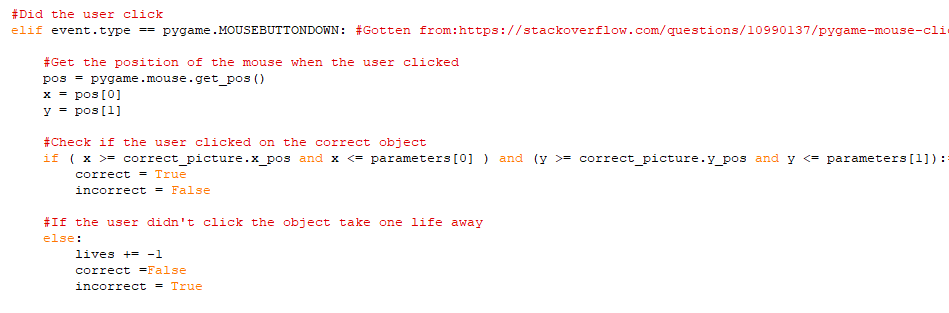 #Did the user click
elif event.type == pygame.MOUSEBUTTONDOWN: #Gotten from:https://stackoverflow.com/questions/10990137/pygame-mouse-clic
#Get the position of the mouse when the user clicked
pos = pygame.mouse.get_pos()
x = pos[0]
y = pos[1]
#Check if the user clicked on the correct object
if ( x >= correct_picture.x_pos and x <= parameters[0] ) and (y >= correct_picture.y_pos and y <= parameters[1]):
correct = True
incorrect = False
#If the user didn't click the object take one life away
else:
lives += -1
correct =False
incorrect = True